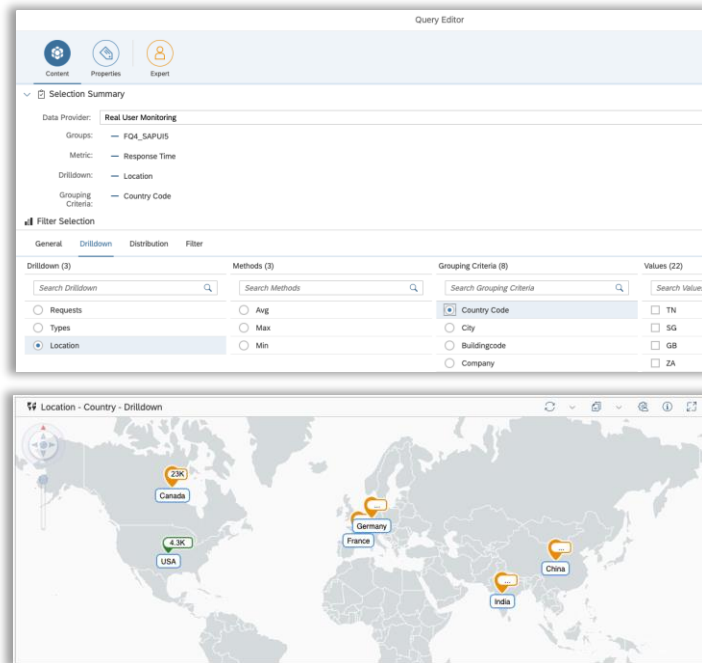 Query Editor
Content Properties Expert
Selection Summary
Data Provider: Real User Monitoring
Groups: FQ4_SAPUI5
Metric: Response Time
Drilldown: Location
Grouping Criteria: Country Code
Filter Selection
General Drilldown Distribution Filter
Drilldown (3) Methods (3) Grouping Criteria (8) Values (22)
Search Drilldown Search Methods Search Grouping Criteria Search Values
Requests Avg Country Code TN
Types Max City SG
Location Min Buildingcode GB
Company ZA
Location - Country - Drilldown
23K
Canada
...
Germany
France
4.3K
USA
...
China
...
India